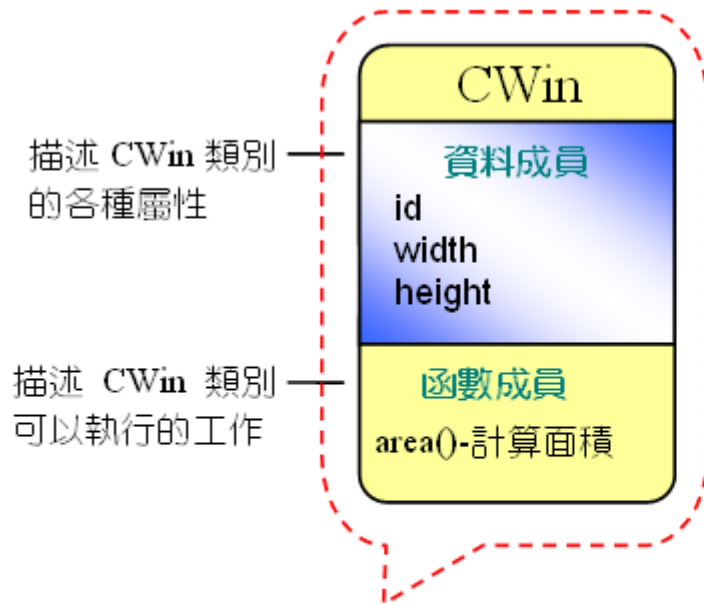 CWin
描述 CWin 類別
的各種屬性
資料成員
id
width
height
描述 CWin 類別
可以執行的工作
函數成員
area()-計算面積